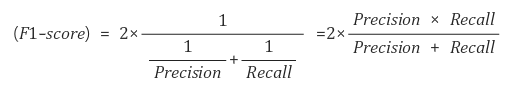 (F1–score) = 2× 1 / (1/Precision + 1/Recall) =2× (Precision × Recall) / (Precision + Recall)